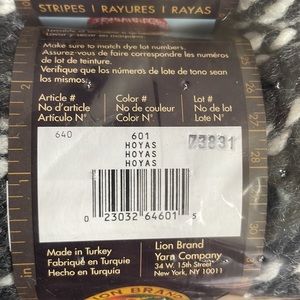 STRIPES | RAYURES | RAYAS
Make sure to match dye lot numbers.
Assurez-vous de faire correspondre les numéros
de lot de teinture.
Verifique que los números de lote de tono sean
los mismos.
Article # Color # Lot #
No d'article No de couleur No de lot
Artículo N° Color N° Lote N°
640 601 73931
HOYAS
HOYAS
HOYAS
0 23032 64601 5
Made in Turkey
Fabriqué en Turquie
Hecho en Turquía
Lion Brand
Yarn Company
34 W. 15th Street
New York, NY 10011
LION BRAND